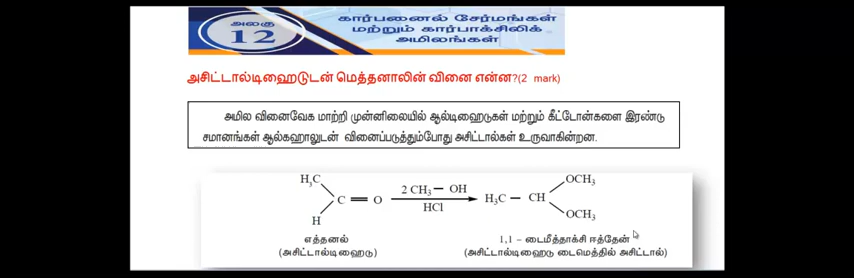 அலகு
12
கார்பனைல் சேர்மங்கள்
மற்றும் கார்பாக்சிலிக்
அமிலங்கள்
அசிட்டால்டிஹைடுடன் மெத்தனாலின் வினை என்ன?(2 mark)
அமில வினைவேக மாற்றி முன்னிலையில் ஆல்டிஹைடுகள் மற்றும் கீட்டோன்களை இரண்டு
சமானங்கள் ஆல்கஹாலுடன் வினைப்படுத்தும்போது அசிட்டால்கள் உருவாகின்றன.
H₃C
C = O
H
2 CH₃ – OH
HCl
H₃C – CH
OCH₃
OCH₃
எத்தனல்
(அசிட்டால்டிஹைடு)
1,1 – டைமீத்தாக்சி ஈத்தேன்
(அசிட்டால்டிஹைடு டைமெத்தில் அசிட்டால்)